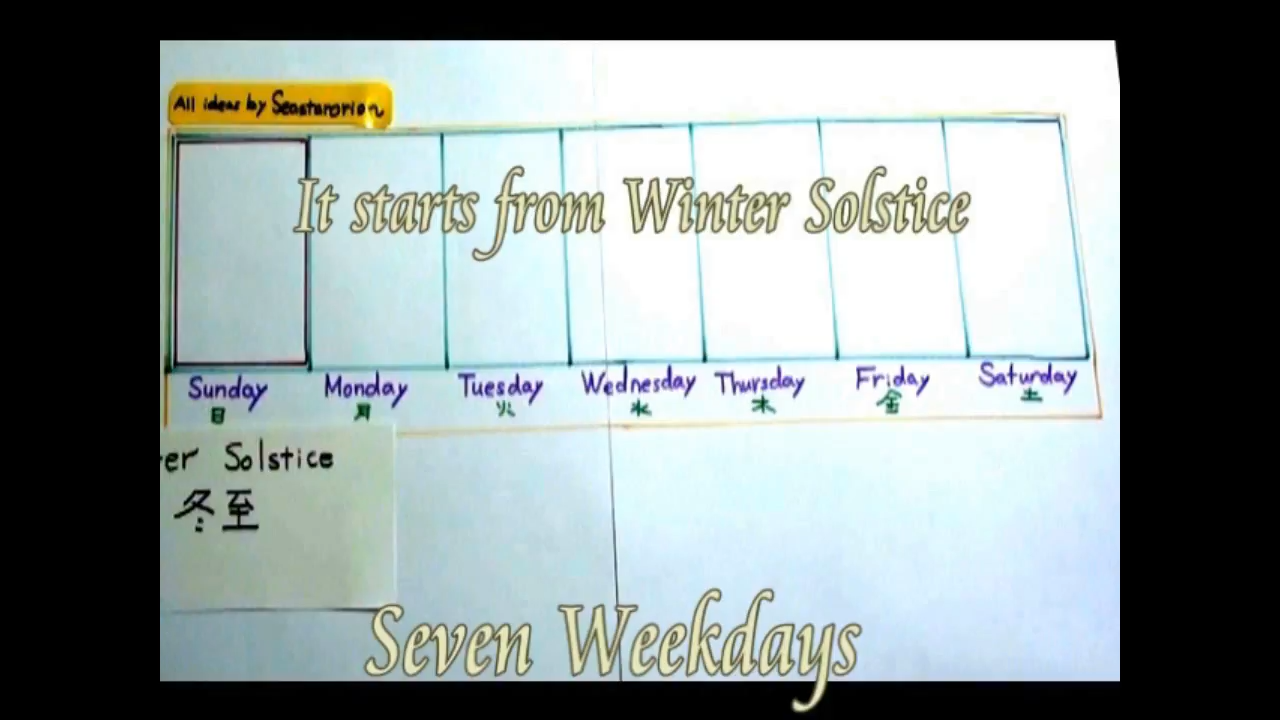 All ideas by Seastarorion
It starts from Winter Solstice
Sunday Monday Tuesday Wednesday Thursday Friday Saturday
日 月 火 水 木 金 土
er Solstice
冬至
Seven Weekdays